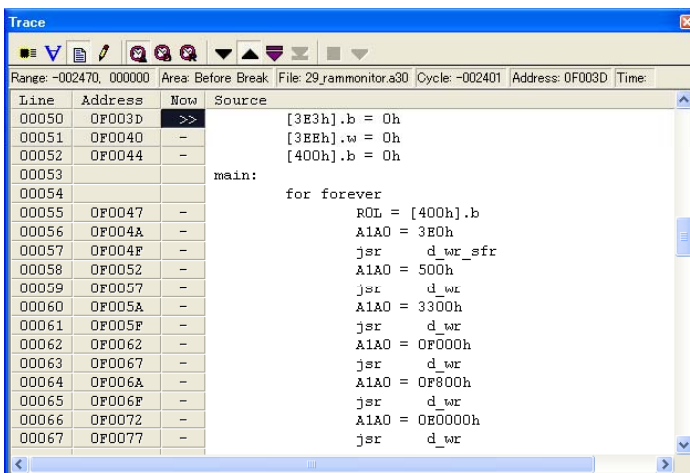 Trace
Range: -002470, 000000 Area: Before Break File: 29_rammonitor.a30 Cycle: -002401 Address: 0F003D Time:
Line Address Now Source
00050 0F003D >> [3E3h].b = 0h
00051 0F0040 - [3EEh].w = 0h
00052 0F0044 - [400h].b = 0h
00053 main:
00054 for forever
00055 0F0047 - R0L = [400h].b
00056 0F004A - A1A0 = 3E0h
00057 0F004F - jsr d_wr_sfr
00058 0F0052 - A1A0 = 500h
00059 0F0057 - jsr d_wr
00060 0F005A - A1A0 = 3300h
00061 0F005F - jsr d_wr
00062 0F0062 - A1A0 = 0F000h
00063 0F0067 - jsr d_wr
00064 0F006A - A1A0 = 0F800h
00065 0F006F - jsr d_wr
00066 0F0072 - A1A0 = 0E0000h
00067 0F0077 - jsr d_wr